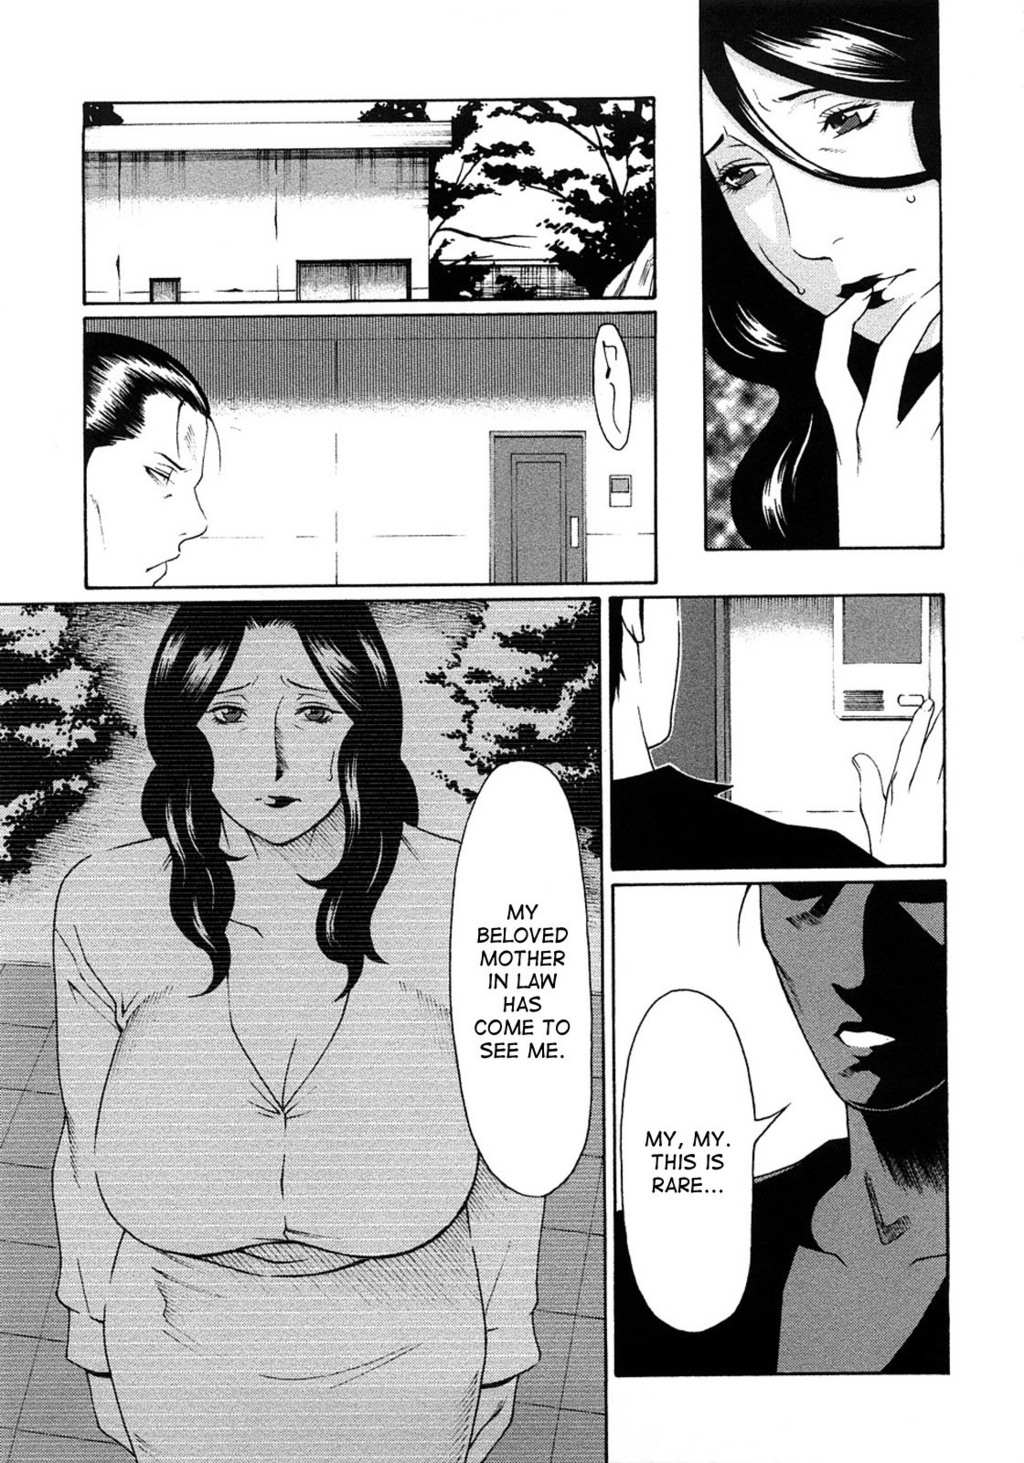 MY, MY.
THIS IS
RARE...
MY
BELOVED
MOTHER
IN LAW
HAS
COME TO
SEE ME.